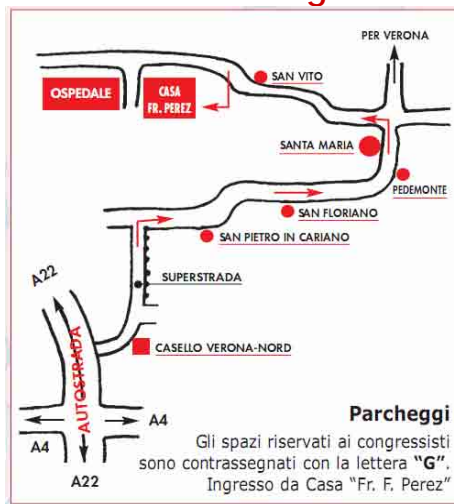 PER VERONA
SAN VITO
OSPEDALE
CASA
FR. PEREZ
SANTA MARIA
PEDEMONTE
SAN FLORIANO
SAN PIETRO IN CARIANO
A22
SUPERSTRADA
AUTOSTRADA
CASELLO VERONA-NORD
A4
A4
A22
Parcheggi
Gli spazi riservati ai congressisti
sono contrassegnati con la lettera "G".
Ingresso da Casa "Fr. F. Perez"